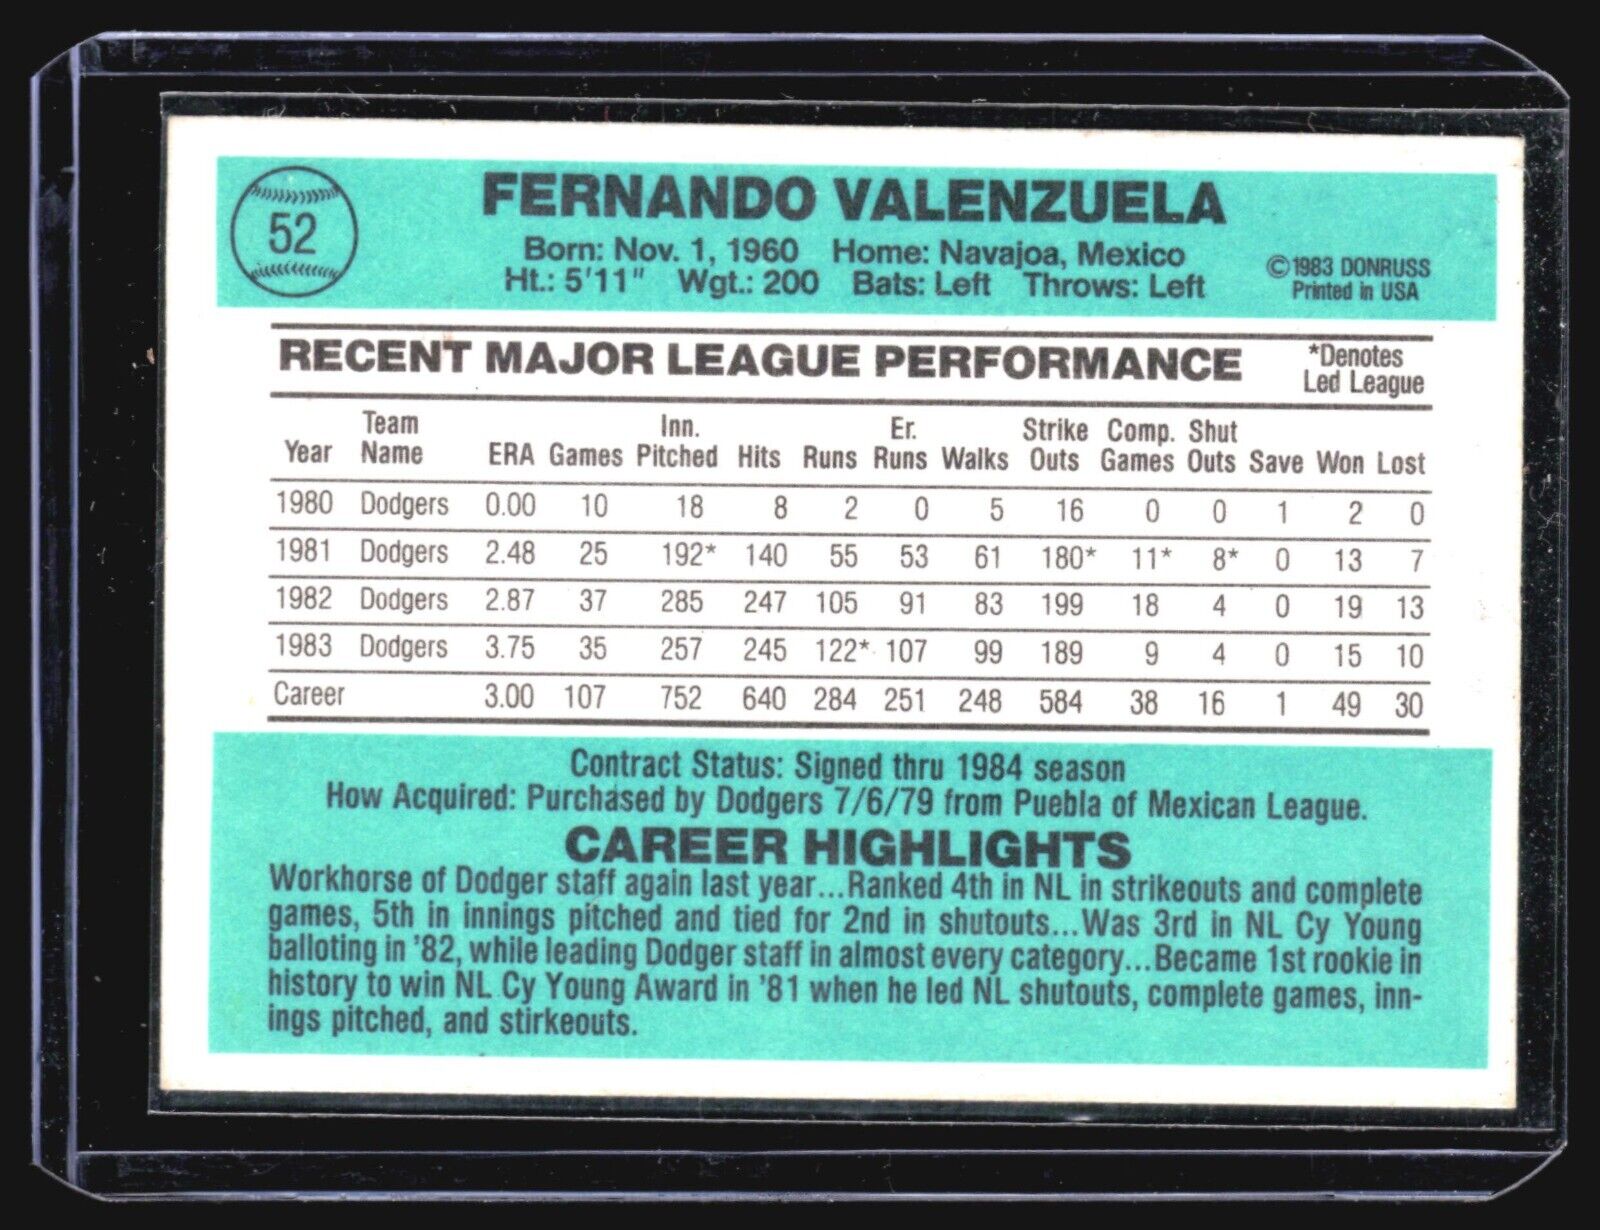 52
FERNANDO VALENZUELA
Born: Nov. 1, 1960 Home: Navajoa, Mexico
Ht.: 5'11" Wgt.: 200 Bats: Left Throws: Left
©1983 DONRUSS
Printed in USA
RECENT MAJOR LEAGUE PERFORMANCE
*Denotes
Led League
Year Team Name ERA Games Inn. Pitched Hits Runs Er. Runs Walks Strike Outs Comp. Games Shut Outs Save Won Lost
1980 Dodgers 0.00 10 18 8 2 0 5 16 0 0 1 2 0
1981 Dodgers 2.48 25 192* 140 55 53 61 180* 11* 8* 0 13 7
1982 Dodgers 2.87 37 285 247 105 91 83 199 18 4 0 19 13
1983 Dodgers 3.75 35 257 245 122* 107 99 189 9 4 0 15 10
Career 3.00 107 752 640 284 251 248 584 38 16 1 49 30
Contract Status: Signed thru 1984 season
How Acquired: Purchased by Dodgers 7/6/79 from Puebla of Mexican League.
CAREER HIGHLIGHTS
Workhorse of Dodger staff again last year...Ranked 4th in NL in strikeouts and complete
games, 5th in innings pitched and tied for 2nd in shutouts...Was 3rd in NL Cy Young
balloting in '82, while leading Dodger staff in almost every category...Became 1st rookie in
history to win NL Cy Young Award in '81 when he led NL shutouts, complete games, inn-
ings pitched, and stirkeouts.